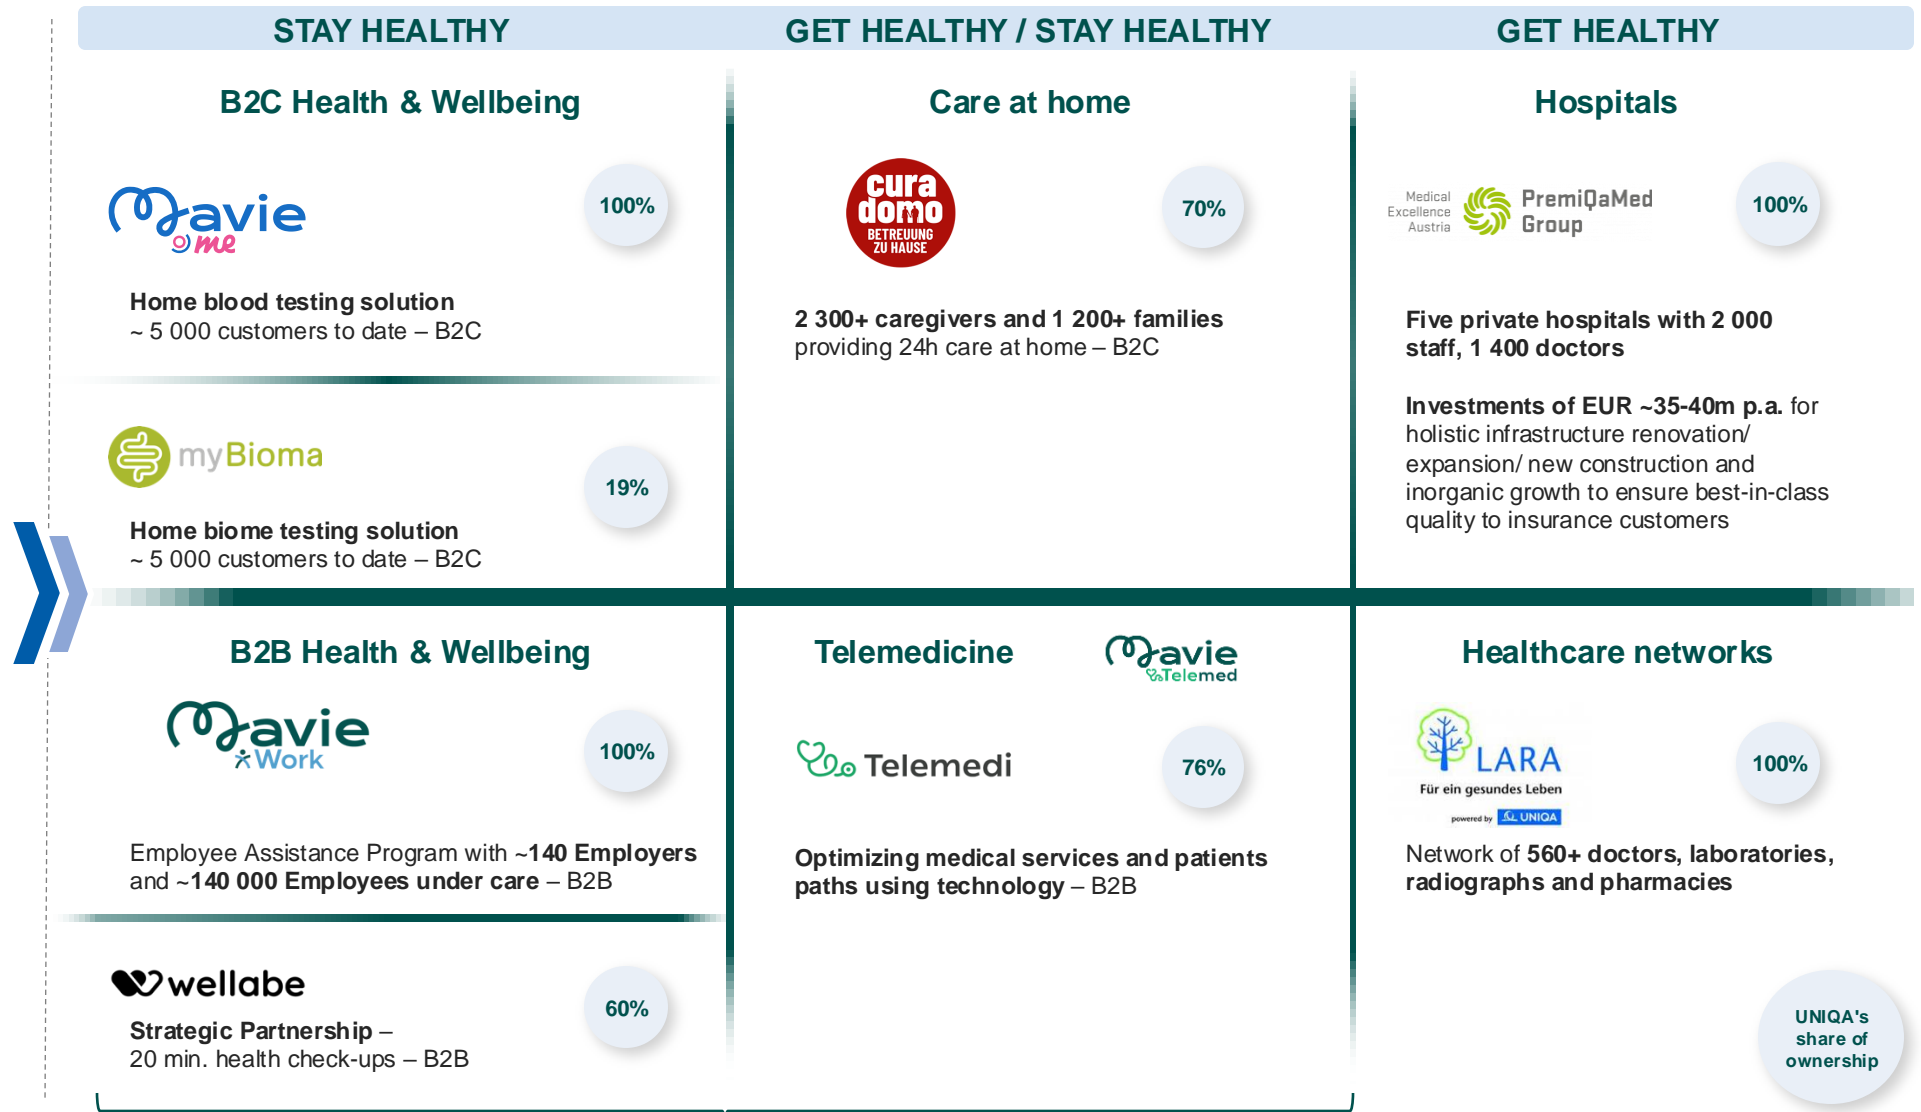 STAY HEALTHY
GET HEALTHY / STAY HEALTHY
GET HEALTHY
B2C Health & Wellbeing
mavie
me
100%
Home blood testing solution
~ 5 000 customers to date – B2C
myBioma
19%
Home biome testing solution
~ 5 000 customers to date – B2C
Care at home
cura
domo
BETREUUNG
ZU HAUSE
70%
2 300+ caregivers and 1 200+ families
providing 24h care at home – B2C
Hospitals
Medical
Excellence
Austria
PremiQaMed
Group
100%
Five private hospitals with 2 000
staff, 1 400 doctors
Investments of EUR ~35-40m p.a. for
holistic infrastructure renovation/
expansion/ new construction and
inorganic growth to ensure best-in-class
quality to insurance customers
B2B Health & Wellbeing
mavie
Work
100%
Employee Assistance Program with ~140 Employers
and ~140 000 Employees under care – B2B
wellabe
60%
Strategic Partnership –
20 min. health check-ups – B2B
Telemedicine
mavie
Telemed
Telemedi
76%
Optimizing medical services and patients
paths using technology – B2B
Healthcare networks
LARA
Für ein gesundes Leben
powered by UNIQA
100%
Network of 560+ doctors, laboratories,
radiographs and pharmacies
UNIQA's
share of
ownership